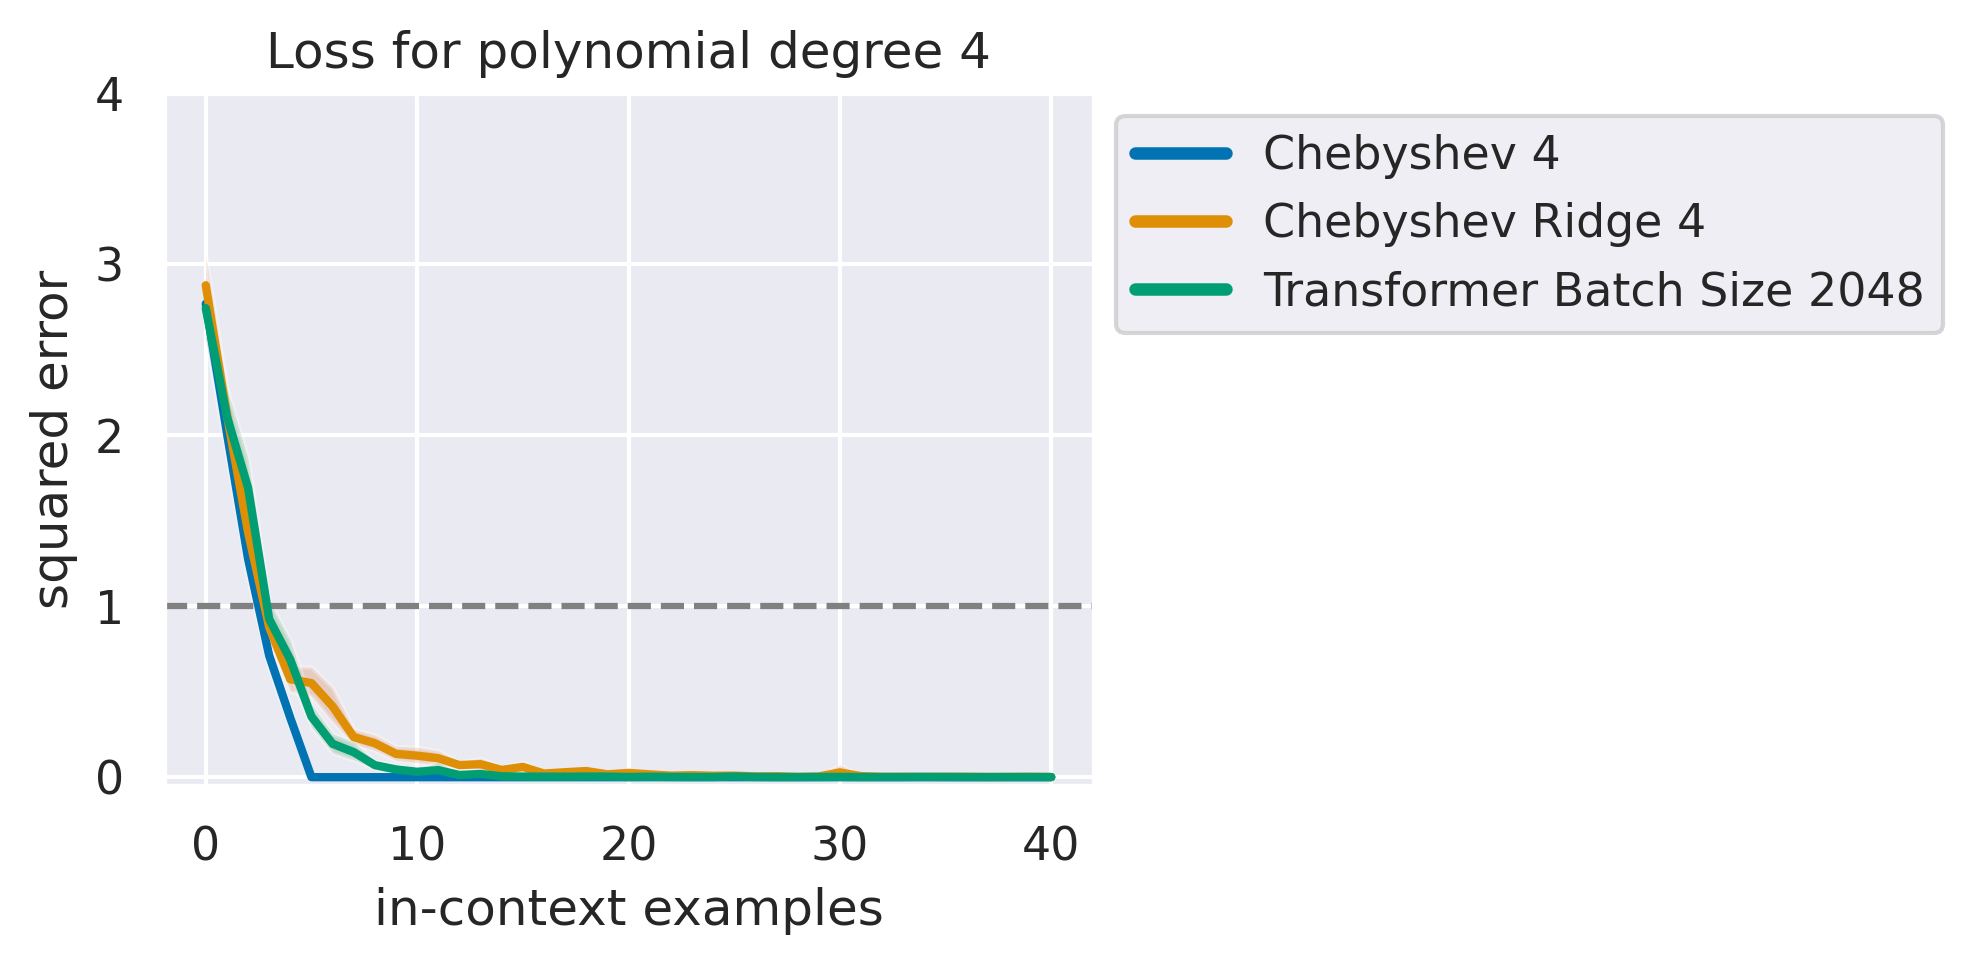 Loss for polynomial degree 4
4
3
2
1
0
squared error
0 10 20 30 40
in-context examples
Chebyshev 4
Chebyshev Ridge 4
Transformer Batch Size 2048